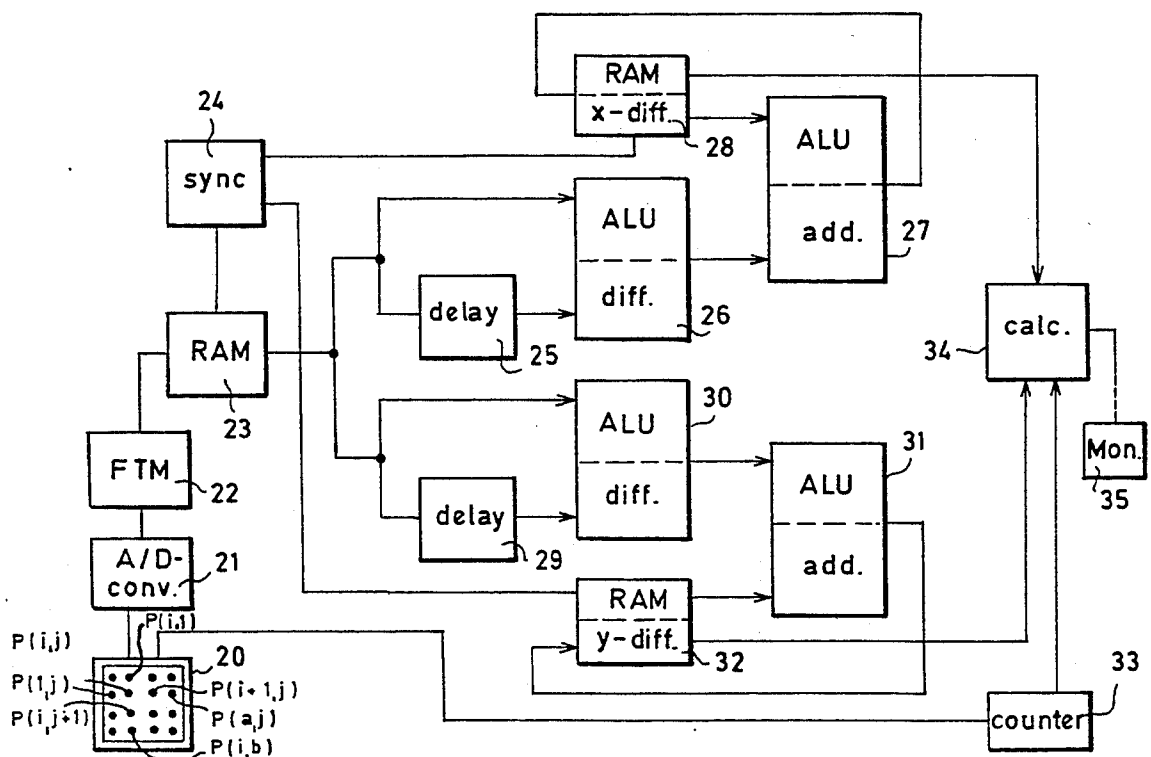 24
sync
RAM
x-diff.
28
ALU
add.
27
ALU
diff.
26
delay
25
RAM
23
calc.
34
Mon.
35
FTM
22
ALU
diff.
30
delay
29
ALU
add.
31
A/D-
conv.
21
RAM
y-diff.
32
P(i,j)
P(i,1)
20
P(1,j)
P(i+1,j)
P(i,j+1)
P(a,j)
P(i,b)
33
counter